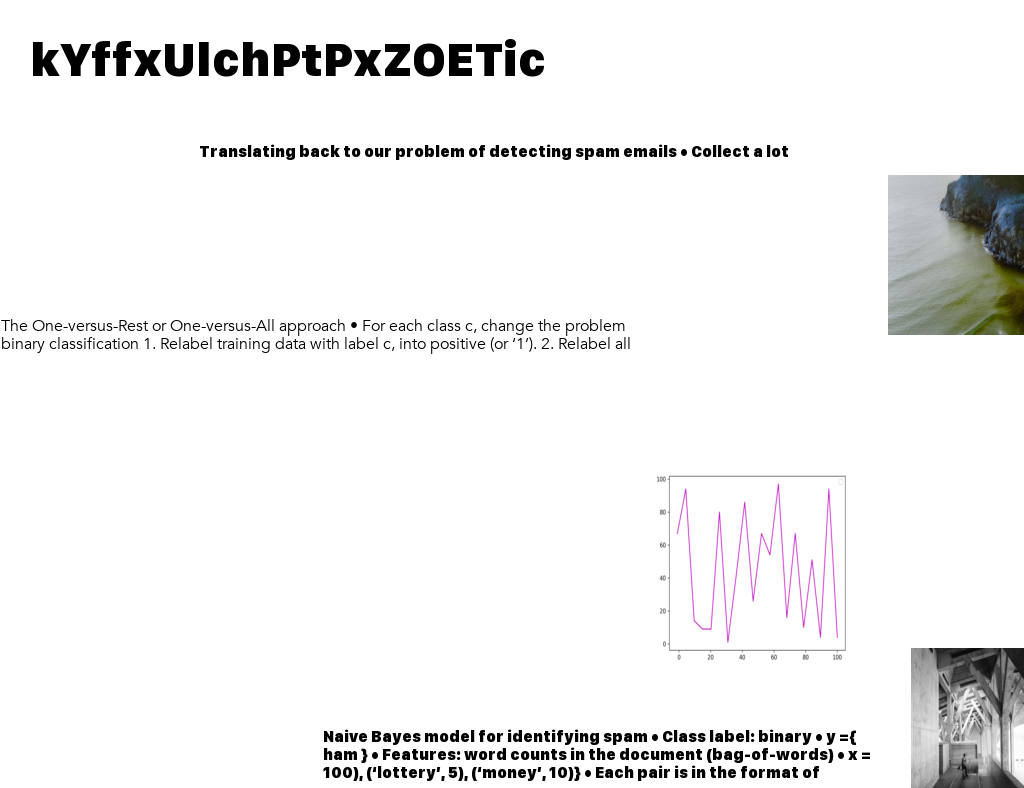 kYffxUlchPtPxZOETic
Translating back to our problem of detecting spam emails • Collect a lot
The One-versus-Rest or One-versus-All approach • For each class c, change the problem
binary classification 1. Relabel training data with label c, into positive (or ‘1’). 2. Relabel all
100
80
60
40
20
0
0 20 40 60 80 100
Naive Bayes model for identifying spam • Class label: binary • y ={
ham } • Features: word counts in the document (bag-of-words) • x =
100), (‘lottery’, 5), (‘money’, 10)} • Each pair is in the format of